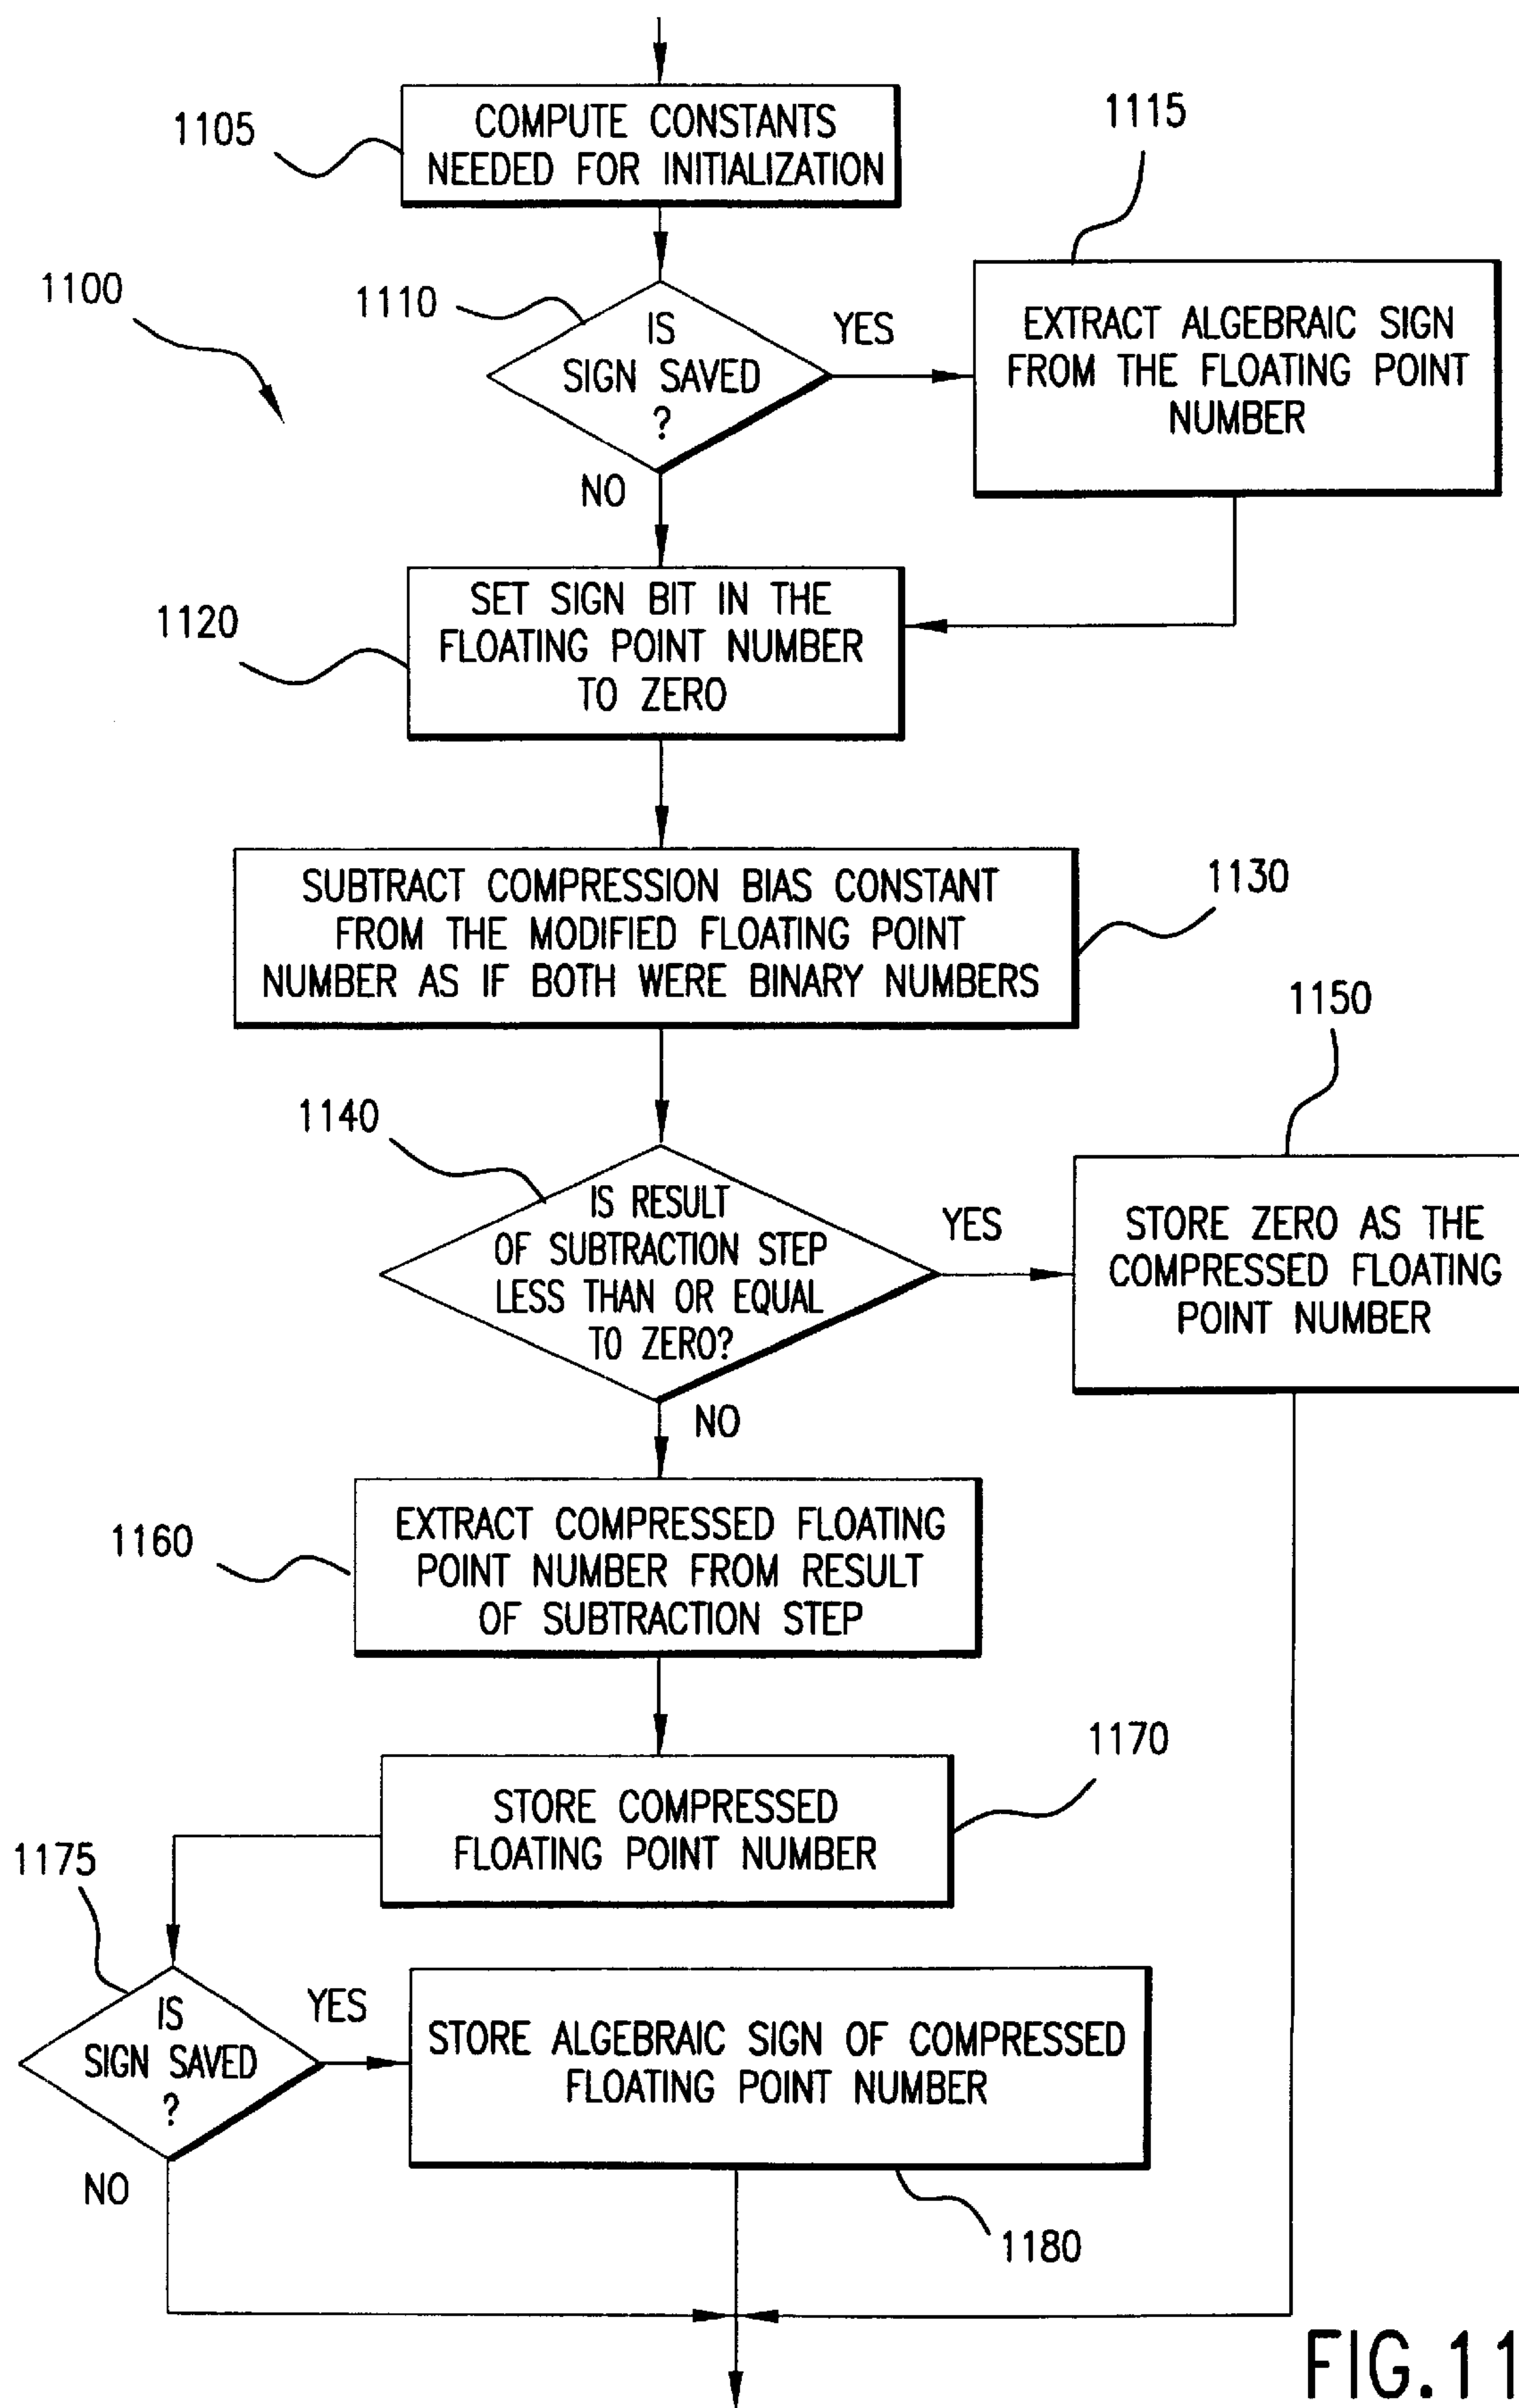 1105
COMPUTE CONSTANTS
NEEDED FOR INITIALIZATION
1100
1110
IS
SIGN SAVED
?
YES
NO
1115
EXTRACT ALGEBRAIC SIGN
FROM THE FLOATING POINT
NUMBER
1120
SET SIGN BIT IN THE
FLOATING POINT NUMBER
TO ZERO
SUBTRACT COMPRESSION BIAS CONSTANT
FROM THE MODIFIED FLOATING POINT
NUMBER AS IF BOTH WERE BINARY NUMBERS
1130
1140
IS RESULT
OF SUBTRACTION STEP
LESS THAN OR EQUAL
TO ZERO?
YES
NO
1150
STORE ZERO AS THE
COMPRESSED FLOATING
POINT NUMBER
1160
EXTRACT COMPRESSED FLOATING
POINT NUMBER FROM RESULT
OF SUBTRACTION STEP
1170
STORE COMPRESSED
FLOATING POINT NUMBER
1175
IS
SIGN SAVED
?
YES
NO
STORE ALGEBRAIC SIGN OF COMPRESSED
FLOATING POINT NUMBER
1180
FIG.11